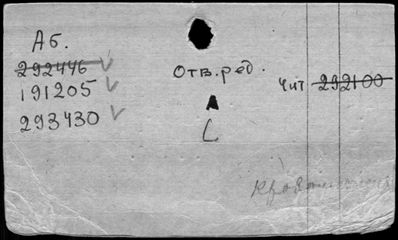 Аб.
292446
191205
293430
Отв. ред.
А
L
Чит 292100